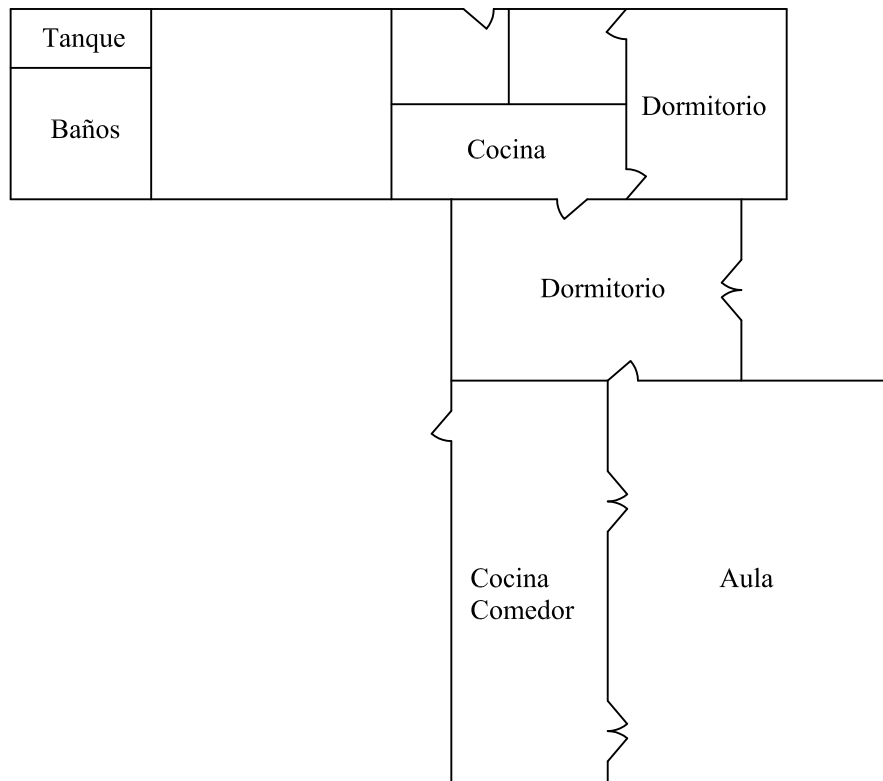 Tanque
Baños
Dormitorio
Cocina
Dormitorio
Cocina
Comedor
Aula